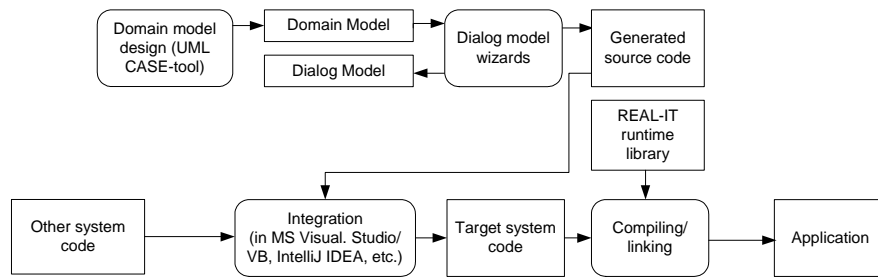 Domain model
design (UML
CASE-tool)
Domain Model
Dialog Model
Dialog model
wizards
Generated
source code
REAL-IT
runtime
library
Other system
code
Integration
(in MS Visual. Studio/
VB, IntelliJ IDEA, etc.)
Target system
code
Compiling/
linking
Application